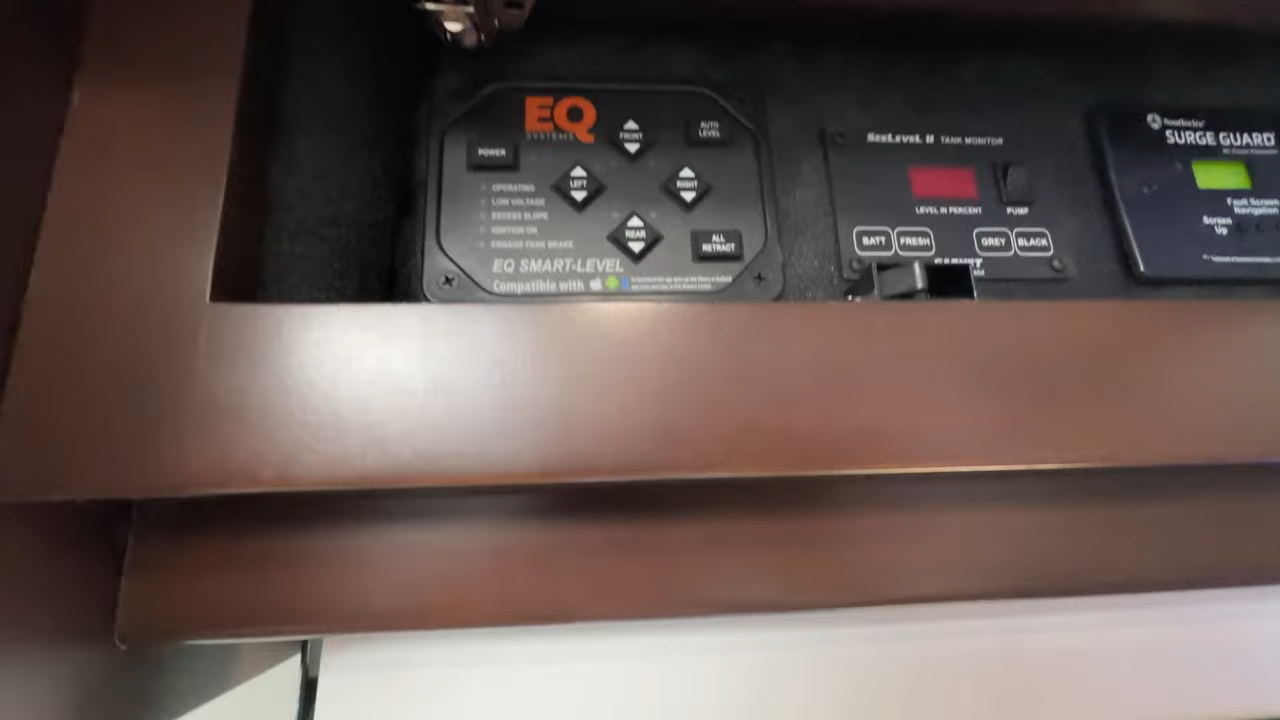 EQ
SYSTEMS
POWER
FRONT
AUTO
LEVEL
LEFT
RIGHT
REAR
ALL
RETRACT
OPERATING
LOW VOLTAGE
EXCESS SLOPE
IGNITION ON
ENGAGE PARK BRAKE
EQ SMART-LEVEL
Compatible with
SEELEVEL II TANK MONITOR
LEVEL IN PERCENT
PUMP
BATT
FRESH
GREY
BLACK
GARNET
Southwire
SURGE GUARD
Fault Screen
Navigation
Screen
Up